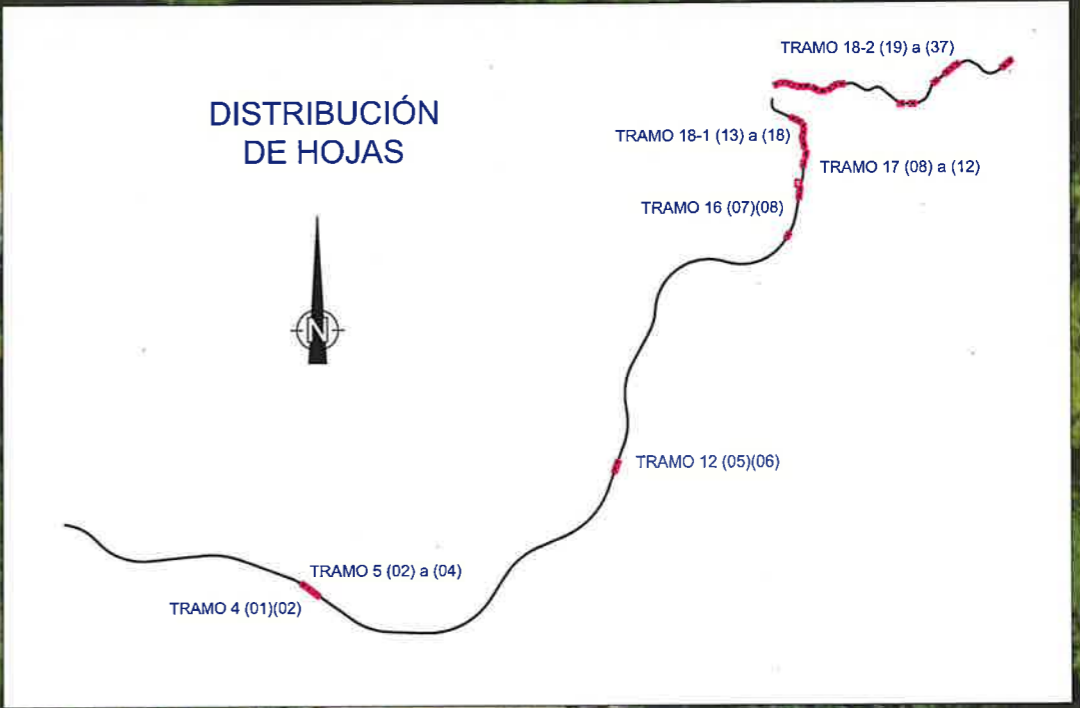 TRAMO 18-2 (19) a (37)
DISTRIBUCIÓN
DE HOJAS
TRAMO 18-1 (13) a (18)
TRAMO 17 (08) a (12)
TRAMO 16 (07)(08)
N
TRAMO 12 (05)(06)
TRAMO 5 (02) a (04)
TRAMO 4 (01)(02)